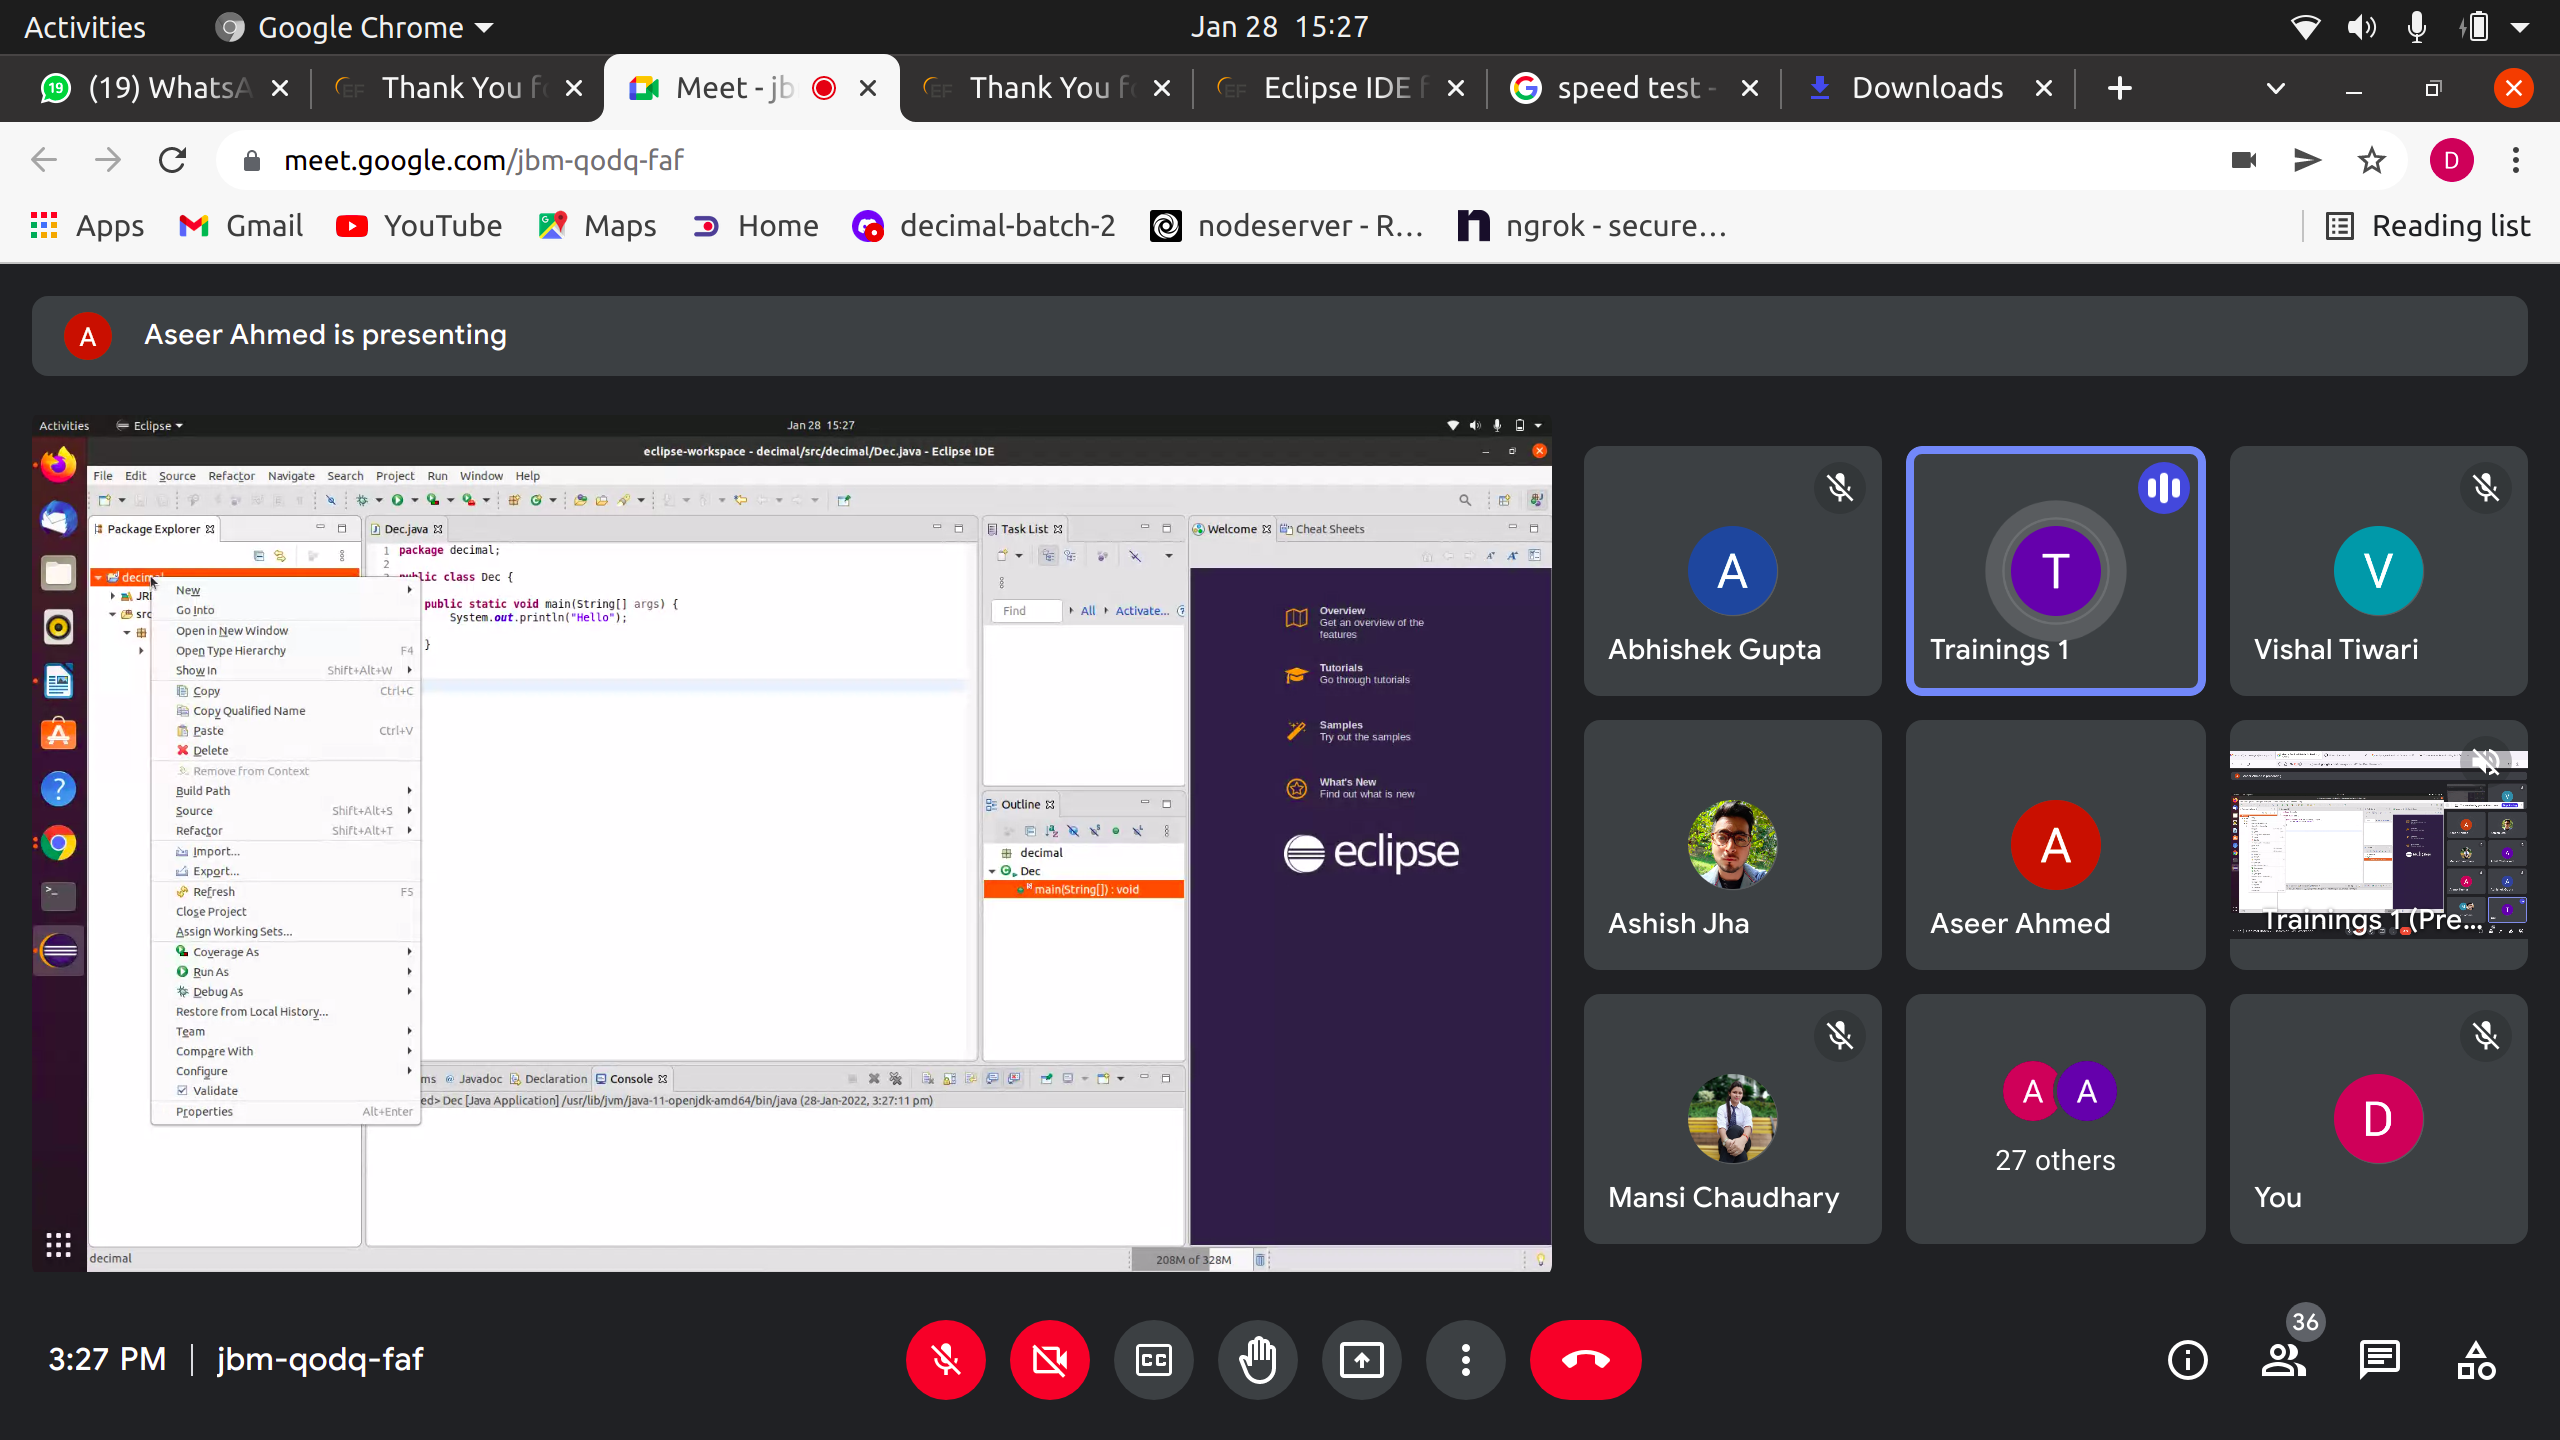 Activities Google Chrome Jan 28 15:27
(19) WhatsA Thank You f Meet - jb Thank You f Eclipse IDE f speed test - Downloads
meet.google.com/jbm-qodq-faf D
Apps Gmail YouTube Maps Home decimal-batch-2 nodeserver - R... ngrok - secure... Reading list
A Aseer Ahmed is presenting
Activities Eclipse Jan 28 15:27
eclipse-workspace - decimal/src/decimal/Dec.java - Eclipse IDE
File Edit Source Refactor Navigate Search Project Run Window Help
Package Explorer
decimal
New
Go Into
Open in New Window
Open Type Hierarchy F4
Show In Shift+Alt+W
Copy Ctrl+C
Copy Qualified Name
Paste Ctrl+V
Delete
Remove from Context
Build Path
Source Shift+Alt+S
Refactor Shift+Alt+T
Import...
Export...
Refresh F5
Close Project
Assign Working Sets...
Coverage As
Run As
Debug As
Restore from Local History...
Team
Compare With
Configure
Validate
Properties Alt+Enter
Dec.java
1 package decimal;
2
public class Dec {
public static void main(String[] args) {
System.out.println("Hello");
}
Task List
Find All Activate...
Outline
decimal
Dec
main(String[]) : void
Welcome Cheat Sheets
Overview
Get an overview of the
features
Tutorials
Go through tutorials
Samples
Try out the samples
What's New
Find out what is new
eclipse
ms Javadoc Declaration Console
ed> Dec [Java Application] /usr/lib/jvm/java-11-openjdk-amd64/bin/java (28-Jan-2022, 3:27:11 pm)
decimal 208M of 328M
A
Abhishek Gupta
T
Trainings 1
V
Vishal Tiwari
Ashish Jha
A
Aseer Ahmed
Trainings 1 (Pre...
Mansi Chaudhary
A A
27 others
D
You
3:27 PM | jbm-qodq-faf
36